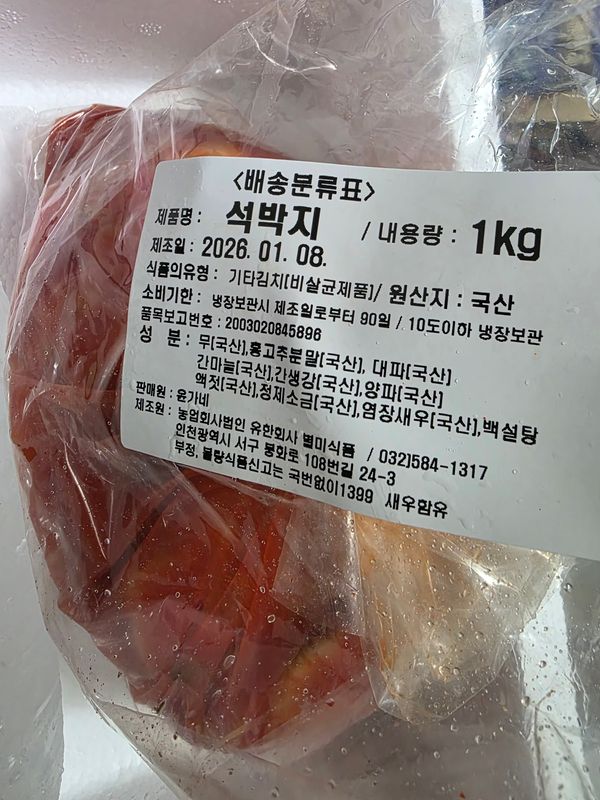 <배송분류표>
제품명 : 석박지 / 내용량 : 1kg
제조일 : 2026. 01. 08.
식품의유형 : 기타김치[비살균제품]/ 원산지 : 국산
소비기한 : 냉장보관시 제조일로부터 90일 / 10도이하 냉장보관
품목보고번호 : 2003020845896
성 분 : 무[국산],홍고추분말[국산], 대파[국산]
간마늘[국산],간생강[국산],양파[국산]
액젓[국산],정제소금[국산],염장새우[국산],백설탕
판매원 : 윤가네
제조원 : 농업회사법인 유한회사 별미식품 / 032)584-1317
인천광역시 서구 봉화로 108번길 24-3
부정, 불량식품신고는 국번없이1399 새우함유